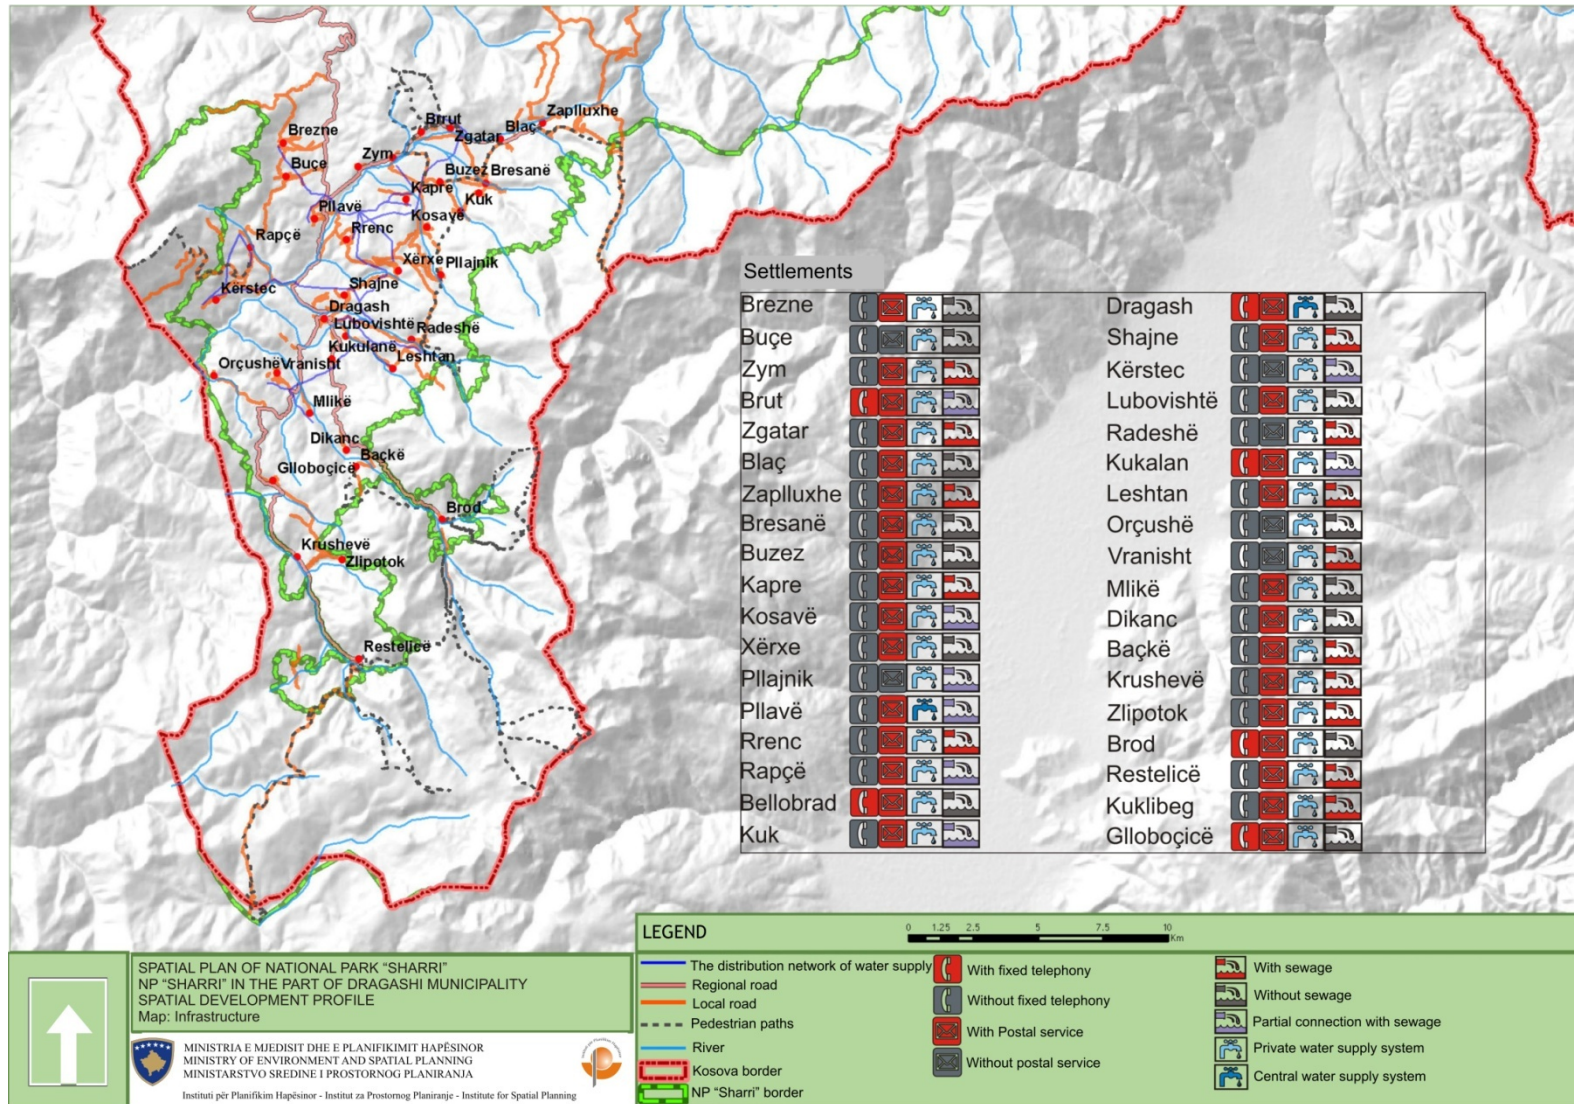 Brezne
Buçe
Zym
Brrut
Zgatar
Blaç
Zaplluxhe
Buzez
Bresanë
Kuk
Kapre
Kosavë
Pllavë
Rrenc
Rapçë
Xërxe
Pllajnik
Kërstec
Shajne
Dragash
Lubovishtë
Radeshë
Kukulanë
Leshtan
Orçushë
Vranisht
Mlikë
Dikanc
Baçkë
Glloboçicë
Brod
Krushevë
Zlipotok
Restelicë
Settlements
Brezne
Buçe
Zym
Brut
Zgatar
Blaç
Zaplluxhe
Bresanë
Buzez
Kapre
Kosavë
Xërxe
Pllajnik
Pllavë
Rrenc
Rapçë
Bellobrad
Kuk
Dragash
Shajne
Kërstec
Lubovishtë
Radeshë
Kukalan
Leshtan
Orçushë
Vranisht
Mlikë
Dikanc
Baçkë
Krushevë
Zlipotok
Brod
Restelicë
Kuklibeg
Glloboçicë
LEGEND
0 1.25 2.5 5 7.5 10
Km
The distribution network of water supply
Regional road
Local road
Pedestrian paths
River
Kosova border
NP “Sharri” border
With fixed telephony
Without fixed telephony
With Postal service
Without postal service
With sewage
Without sewage
Partial connection with sewage
Private water supply system
Central water supply system
SPATIAL PLAN OF NATIONAL PARK “SHARRI”
NP “SHARRI” IN THE PART OF DRAGASHI MUNICIPALITY
SPATIAL DEVELOPMENT PROFILE
Map: Infrastructure
MINISTRIA E MJEDISIT DHE E PLANIFIKIMIT HAPËSINOR
MINISTRY OF ENVIRONMENT AND SPATIAL PLANNING
MINISTARSTVO SREDINE I PROSTORNOG PLANIRANJA
Instituti për Planifikim Hapësinor - Institut za Prostorno Planiranje - Institute for Spatial Planning